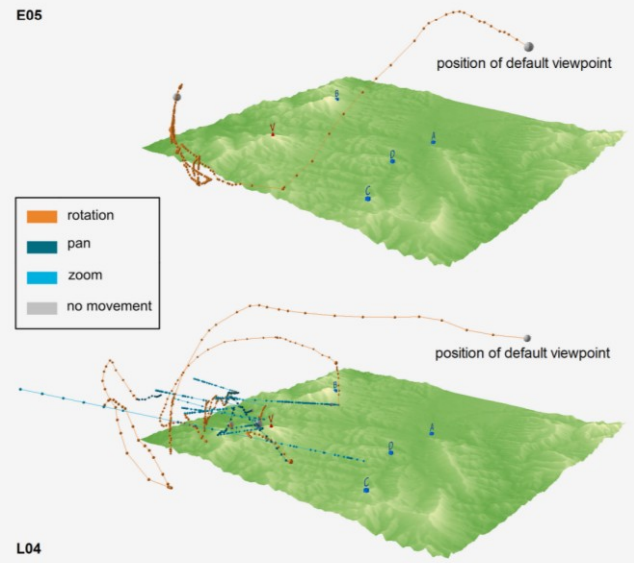 E05
position of default viewpoint
B
V
A
D
C
rotation
pan
zoom
no movement
position of default viewpoint
V
A
D
C
L04